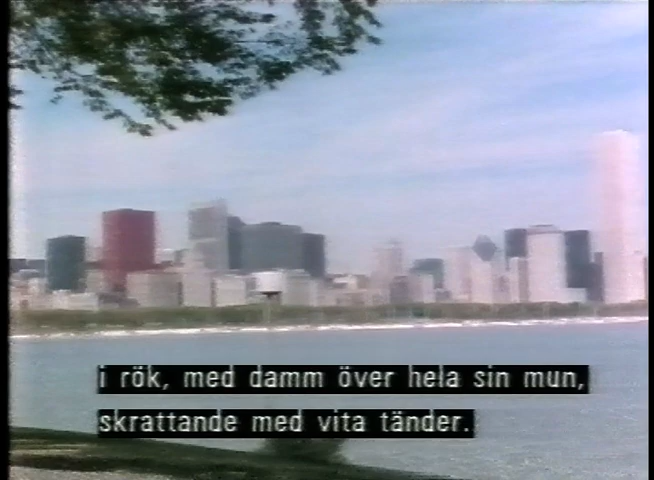 i rök, med damm över hela sin mun,
skrattande med vita tänder.